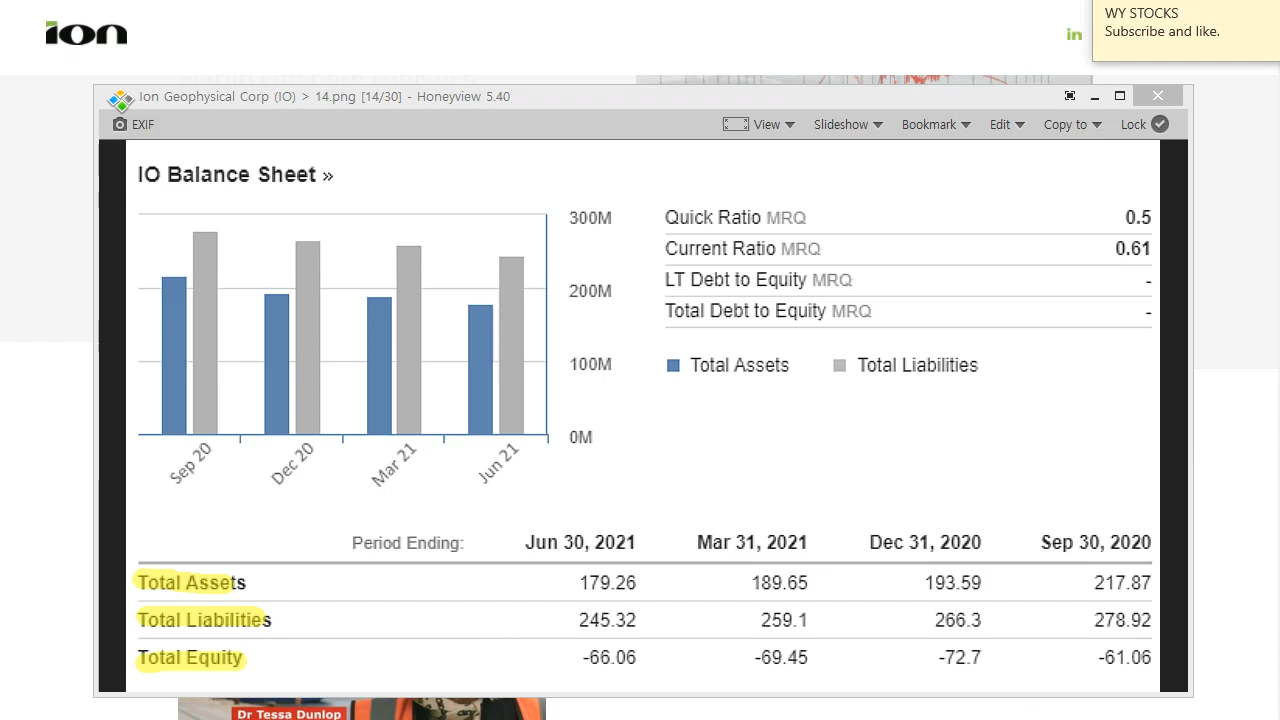 ion
in
WY STOCKS
Subscribe and like.
Ion Geophysical Corp (IO) > 14.png [14/30] - Honeyview 5.40
EXIF
View
Slideshow
Bookmark
Edit
Copy to
Lock
IO Balance Sheet »
300M
200M
100M
0M
Sep 20
Dec 20
Mar 21
Jun 21
Quick Ratio MRQ 0.5
Current Ratio MRQ 0.61
LT Debt to Equity MRQ -
Total Debt to Equity MRQ -
Total Assets Total Liabilities
Period Ending: Jun 30, 2021 Mar 31, 2021 Dec 31, 2020 Sep 30, 2020
Total Assets 179.26 189.65 193.59 217.87
Total Liabilities 245.32 259.1 266.3 278.92
Total Equity -66.06 -69.45 -72.7 -61.06
Dr Tessa Dunlop